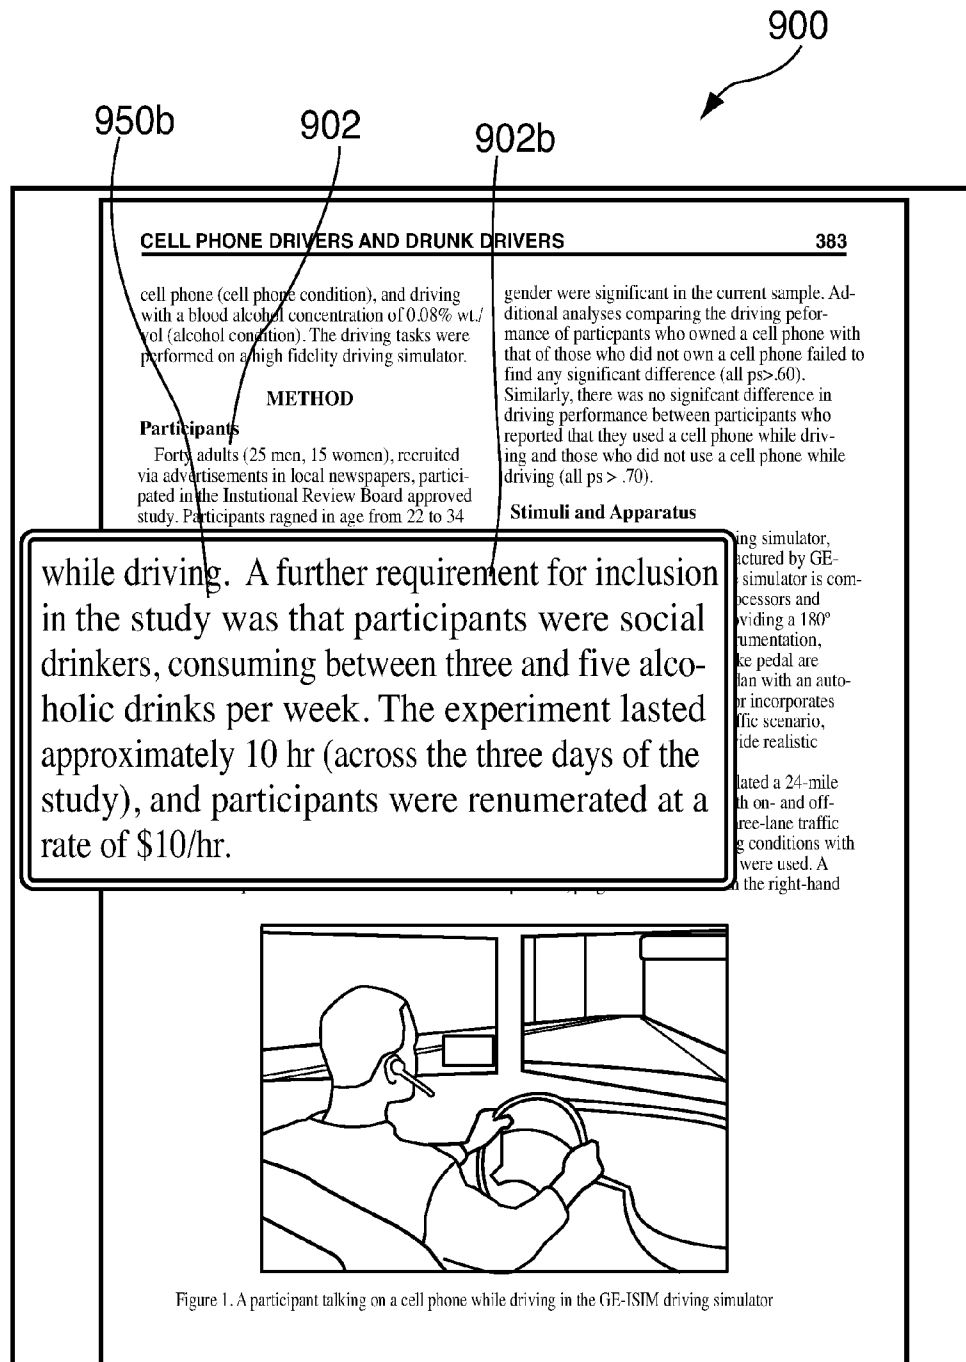 900
950b
902
902b
CELL PHONE DRIVERS AND DRUNK DRIVERS 383
cell phone (cell phone condition), and driving
with a blood alcohol concentration of 0.08% wt./
vol (alcohol condition). The driving tasks were
performed on a high fidelity driving simulator.
METHOD
Participants
Forty adults (25 men, 15 women), recruited
via advertisements in local newspapers, partici-
pated in the Instutional Review Board approved
study. Participants ragned in age from 22 to 34
while driving. A further requirement for inclusion
in the study was that participants were social
drinkers, consuming between three and five alco-
holic drinks per week. The experiment lasted
approximately 10 hr (across the three days of the
study), and participants were renumerated at a
rate of $10/hr.
gender were significant in the current sample. Ad-
ditional analyses comparing the driving pefor-
mance of particpants who owned a cell phone with
that of those who did not own a cell phone failed to
find any significant difference (all ps>.60).
Similarly, there was no signifcant difference in
driving performance between participants who
reported that they used a cell phone while driv-
ing and those who did not use a cell phone while
driving (all ps > .70).
Stimuli and Apparatus
ing simulator,
actured by GE-
simulator is com-
ocessors and
viding a 180°
rumentation,
ke pedal are
dan with an auto-
or incorporates
ffic scenario,
ide realistic
lated a 24-mile
th on- and off-
ree-lane traffic
g conditions with
were used. A
the right-hand
Figure 1. A participant talking on a cell phone while driving in the GE-ISIM driving simulator